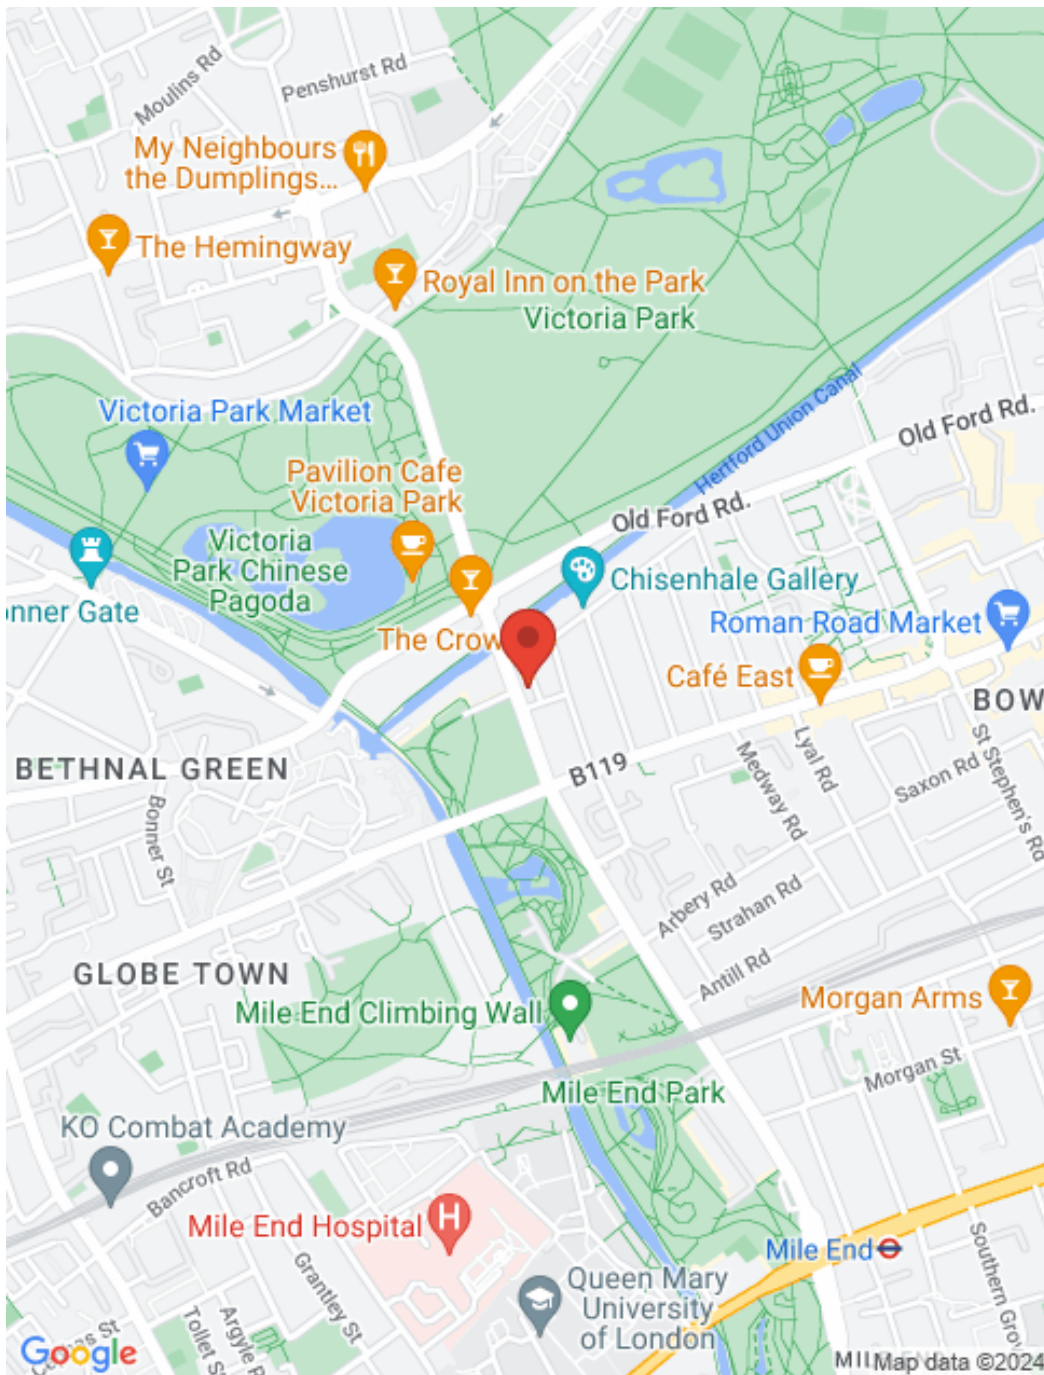 Moulins Rd
Penshurst Rd
My Neighbours
the Dumplings...
The Hemingway
Royal Inn on the Park
Victoria Park
Victoria Park Market
Hertford Union Canal
Old Ford Rd.
Pavilion Cafe
Victoria Park
Old Ford Rd.
Victoria
Park Chinese
Pagoda
Chisenhale Gallery
onner Gate
The Crow
Roman Road Market
Café East
BOW
BETHNAL GREEN
B119
Lyal Rd
Medway Rd
Saxon Rd
St Stephen's Rd
Bonner St
Arbery Rd
Strahan Rd
GLOBE TOWN
Antill Rd
Mile End Climbing Wall
Morgan Arms
Morgan St
Mile End Park
KO Combat Academy
Bancroft Rd
Mile End Hospital
H
Mile End
Queen Mary
University
of London
Southern Grov
Grantley St
Argyle R
Tollet S
as St
Google
MIL
Map data ©2024